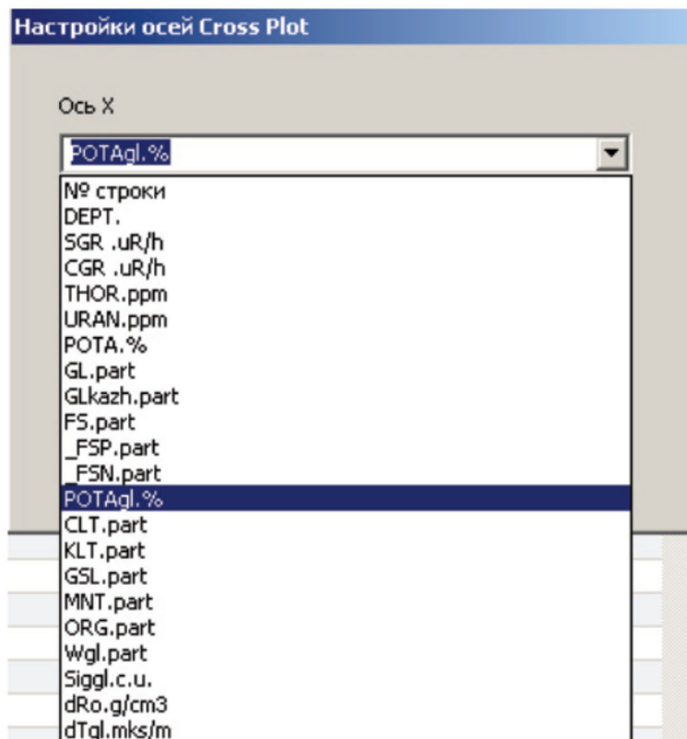 Настройки осей Cross Plot
Ось X
POTAgl.%
№ строки
DEPT.
SGR .uR/h
CGR .uR/h
THOR.ppm
URAN.ppm
POTA.%
GL.part
GLkazh.part
FS.part
_FSP.part
_FSN.part
POTAgl.%
CLT.part
KLT.part
GSL.part
MNT.part
ORG.part
Wgl.part
Siggl.c.u.
dRo.g/cm3
dTgl.mks/m